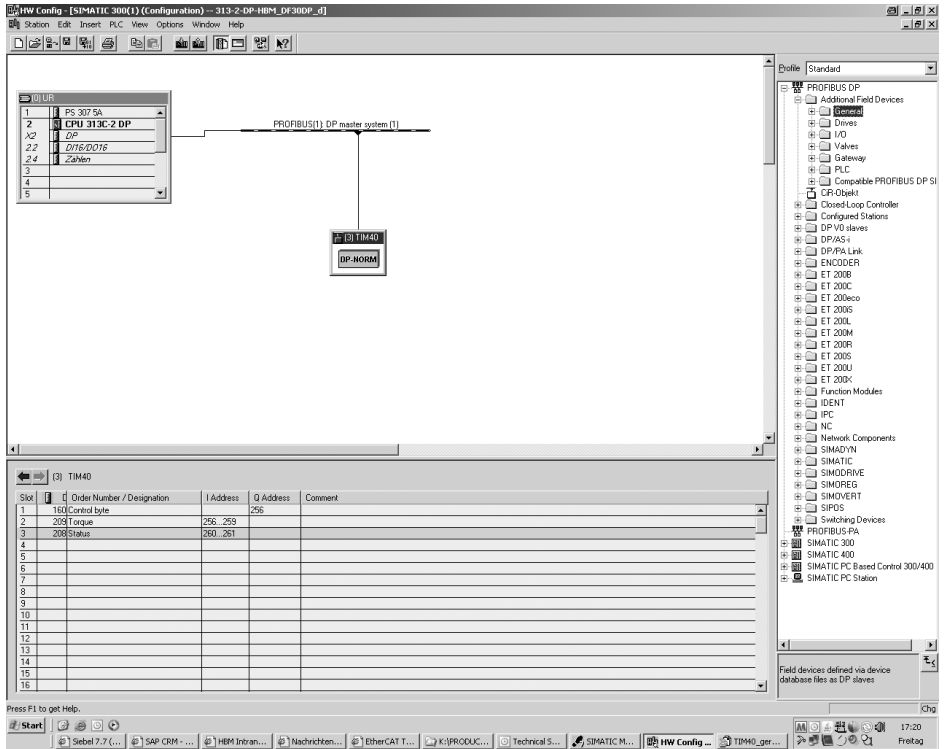 HW Config - [SIMATIC 300(1) (Configuration) -- 313-2-DP-HBM_DF30DP_d]
Station Edit Insert PLC View Options Window Help
(0) UR
1 PS 307 5A
2 CPU 313C-2 DP
X2 DP
2.2 DI16/DO16
2.4 Zählen
3
4
5
PROFIBUS(1): DP master system (1)
(3) TIM40
DP-NORM
Profile Standard
PROFIBUS DP
Additional Field Devices
General
Drives
I/O
Valves
Gateway
PLC
Compatible PROFIBUS DP Sl
CiR-Objekt
Closed-Loop Controller
Configured Stations
DP V0 slaves
DP/AS-i
DP/PA Link
ENCODER
ET 200B
ET 200C
ET 200eco
ET 200iS
ET 200L
ET 200M
ET 200R
ET 200S
ET 200U
ET 200X
Function Modules
IDENT
IPC
NC
Network Components
SIMADYN
SIMATIC
SIMODRIVE
SIMOREG
SIMOVERT
SIPOS
Switching Devices
PROFIBUS-PA
SIMATIC 300
SIMATIC 400
SIMATIC PC Based Control 300/400
SIMATIC PC Station
Field devices defined via device
database files as DP slaves
(3) TIM40
Slot D Order Number / Designation I Address Q Address Comment
1 160 Control byte 256
2 209 Torque 256...259
3 208 Status 260...261
4
5
6
7
8
9
10
11
12
13
14
15
16
Press F1 to get Help. Chg
Start 17:20
Siebel 7.7 (... SAP CRM - ... HBM Intran... Nachrichten... EtherCAT T... K:\PRODUC... Technical S... SIMATIC M... HW Config ... TIM40_ger... Freitag